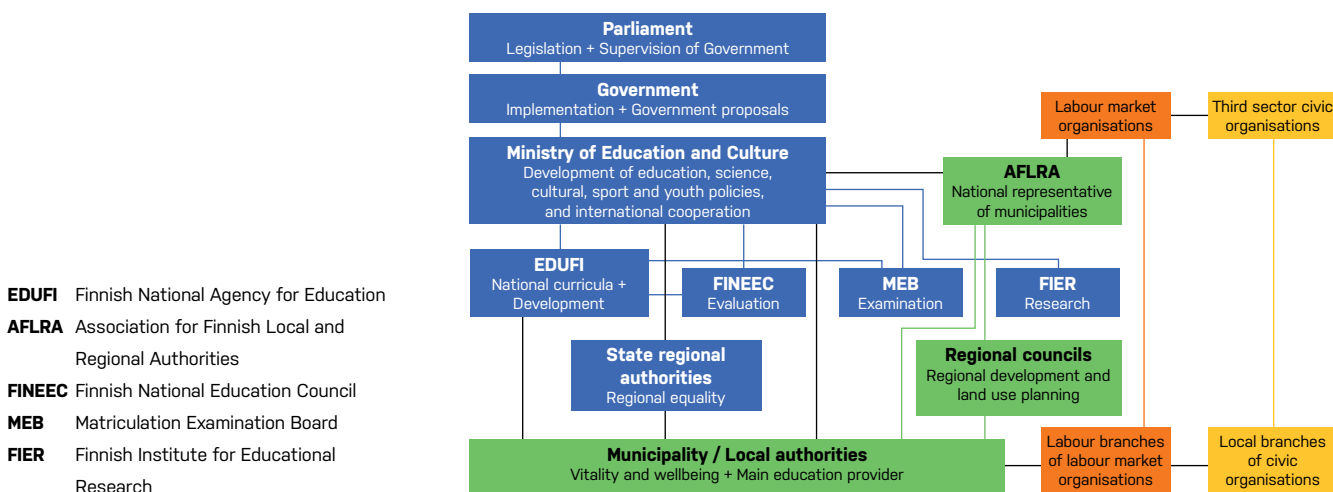 Parliament
Legislation + Supervision of Government
Government
Implementation + Government proposals
Labour market
organisations
Third sector civic
organisations
Ministry of Education and Culture
Development of education, science,
cultural, sport and youth policies,
and international cooperation
AFLRA
National representative
of municipalities
EDUFI
National curricula +
Development
FINEEC
Evaluation
MEB
Examination
FIER
Research
EDUFI Finnish National Agency for Education
AFLRA Association for Finnish Local and
Regional Authorities
FINEEC Finnish National Education Council
MEB Matriculation Examination Board
FIER Finnish Institute for Educational
Research
State regional
authorities
Regional equality
Regional councils
Regional development and
land use planning
Municipality / Local authorities
Vitality and wellbeing + Main education provider
Labour branches
of labour market
organisations
Local branches
of civic
organisations